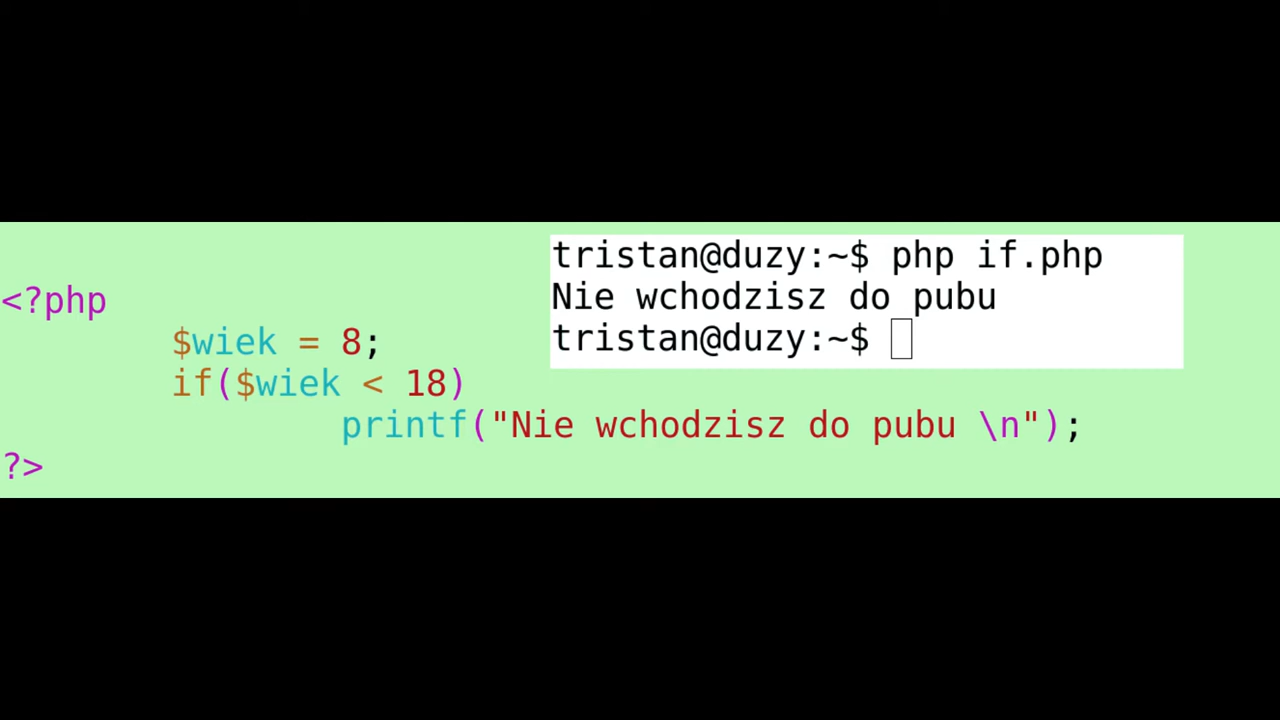 tristan@duzy:~$ php if.php
Nie wchodzisz do pubu
tristan@duzy:~$
<?php
$wiek = 8;
if($wiek < 18)
printf("Nie wchodzisz do pubu \n");
?>